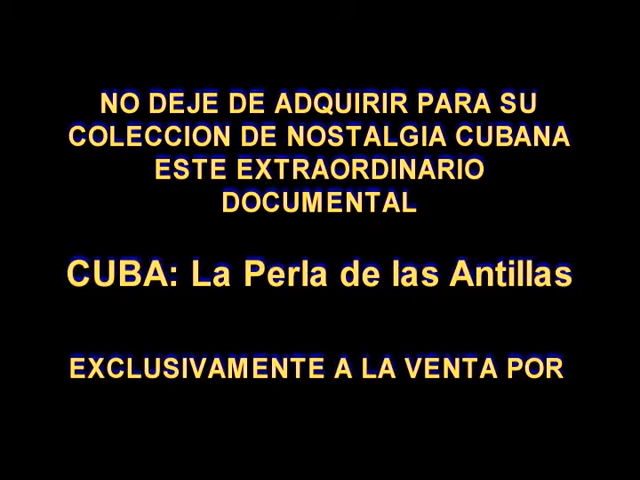 NO DEJE DE ADQUIRIR PARA SU
COLECCION DE NOSTALGIA CUBANA
ESTE EXTRAORDINARIO
DOCUMENTAL
CUBA: La Perla de las Antillas
EXCLUSIVAMENTE A LA VENTA POR